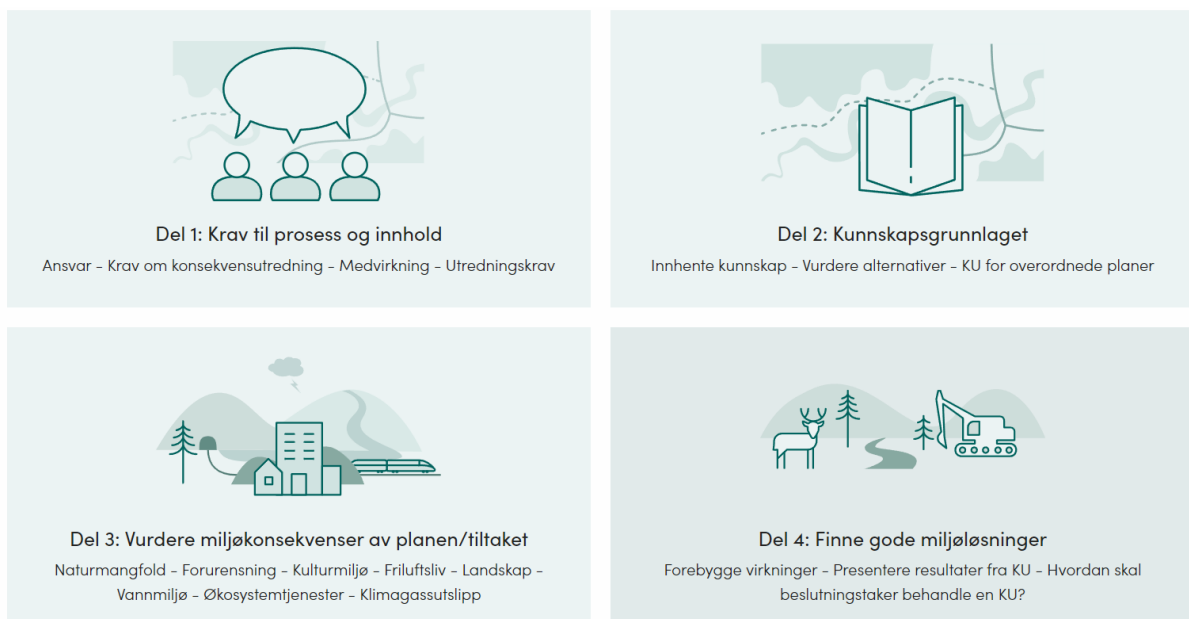 Del 1: Krav til prosess og innhold
Ansvar - Krav om konsekvensutredning - Medvirkning - Utredningskrav
Del 2: Kunnskapsgrunnlaget
Innhente kunnskap - Vurdere alternativer - KU for overordnede planer
Del 3: Vurdere miljøkonsekvenser av planen/tiltaket
Naturmangfold - Forurensning - Kulturmiljø - Friluftsliv - Landskap -
Vannmiljø - Økosystemtjenester - Klimagassutslipp
Del 4: Finne gode miljøløsninger
Forebygge virkninger - Presentere resultater fra KU - Hvordan skal
beslutningstaker behandle en KU?